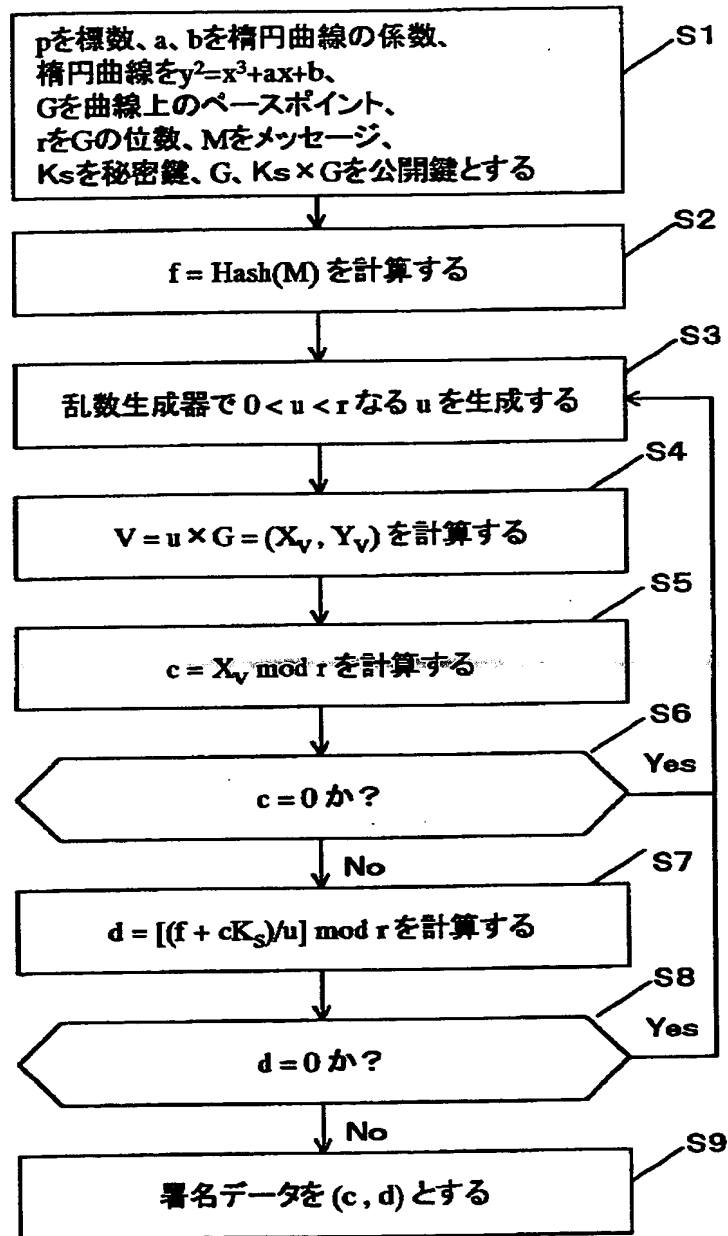 S1
pを標数、a、bを楕円曲線の係数、
楕円曲線をy²=x³+ax+b、
Gを曲線上のベースポイント、
rをGの位数、Mをメッセージ、
Ksを秘密鍵、G、Ks×Gを公開鍵とする
S2
f = Hash(M) を計算する
S3
乱数生成器で 0 < u < r なる u を生成する
S4
V = u × G = (X_V , Y_V) を計算する
S5
c = X_V mod r を計算する
S6
c = 0 か？
Yes
No
S7
d = [(f + cK_S)/u] mod r を計算する
S8
d = 0 か？
Yes
No
S9
署名データを (c , d) とする